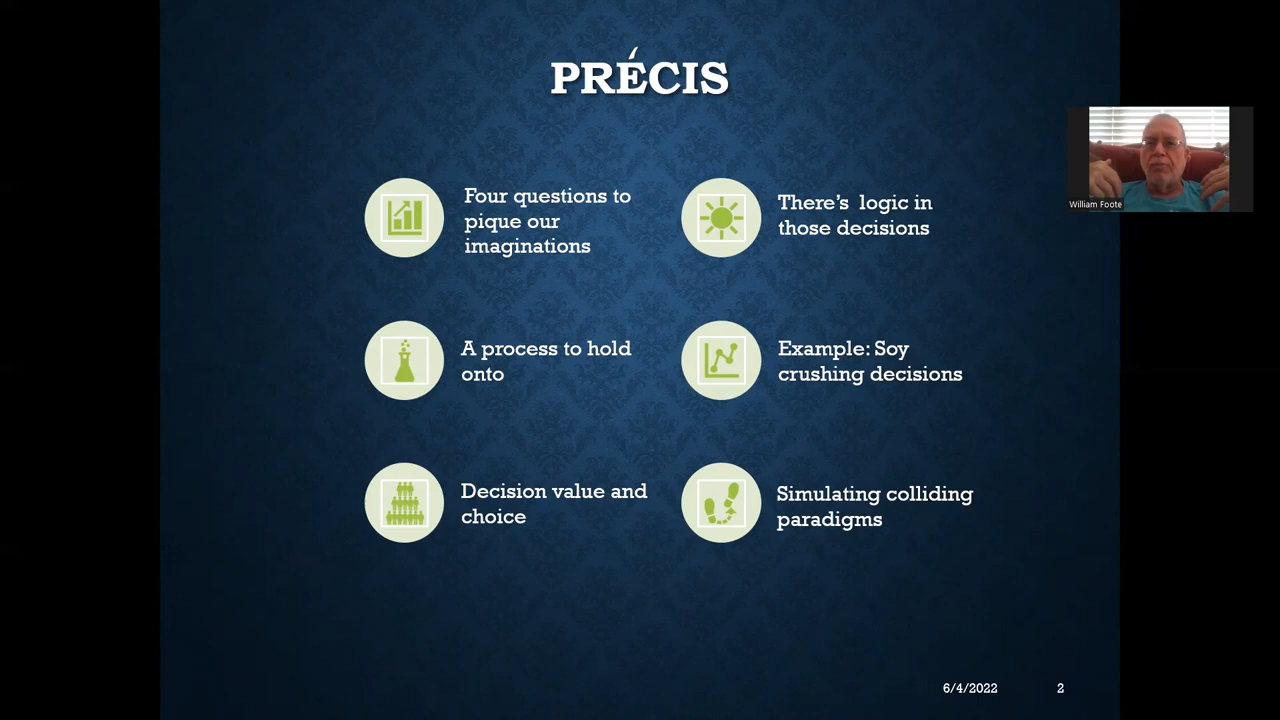 PRÉCIS
Four questions to
pique our
imaginations
There's  logic in
those decisions
A process to hold
onto
Example: Soy
crushing decisions
Decision value and
choice
Simulating colliding
paradigms
William Foote
6/4/2022
2